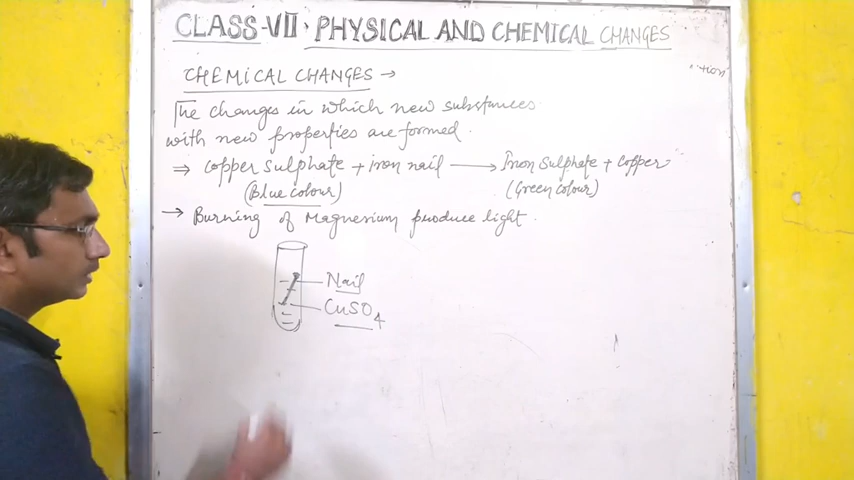 CLASS-VII · PHYSICAL AND CHEMICAL CHANGES
CHEMICAL CHANGES →
The changes in which new substances
with new properties are formed.
⇒ Copper sulphate + iron nail → Iron Sulphate + Copper
(Blue colour) (Green colour)
→ Burning of Magnesium produce light.
Nail
CuSO4